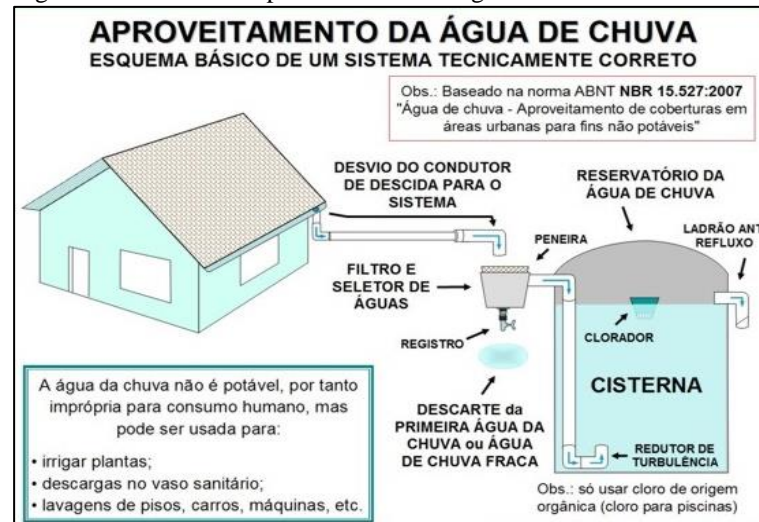 APROVEITAMENTO DA ÁGUA DE CHUVA
ESQUEMA BÁSICO DE UM SISTEMA TECNICAMENTE CORRETO
Obs.: Baseado na norma ABNT NBR 15.527:2007
"Água de chuva - Aproveitamento de coberturas em
áreas urbanas para fins não potáveis"
DESVIO DO CONDUTOR
DE DESCIDA PARA O
SISTEMA
RESERVATÓRIO DA
ÁGUA DE CHUVA
PENEIRA
LADRÃO ANT
REFLUXO
FILTRO E
SELETOR DE
ÁGUAS
REGISTRO
CLORADOR
CISTERNA
DESCARTE da
PRIMEIRA ÁGUA DA
CHUVA ou ÁGUA
DE CHUVA FRACA
REDUTOR DE
TURBULÊNCIA
Obs.: só usar cloro de origem
orgânica (cloro para piscinas)
A água da chuva não é potável, por tanto
imprópria para consumo humano, mas
pode ser usada para:
• irrigar plantas;
• descargas no vaso sanitário;
• lavagens de pisos, carros, máquinas, etc.